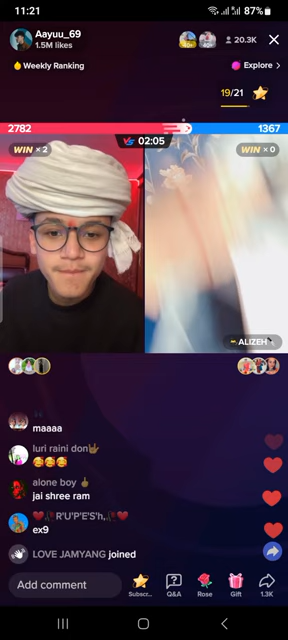 11:21
87%
Aayuu_69
1.5M likes
20.3K
Weekly Ranking
Explore >
19/21
2782
1367
VS 02:05
WIN ×2
WIN ×0
ALIZEH
maaaa
luri raini don🤟
🥰🥰🥰
alone boy 🖕
jai shree ram
❤️🥀R'U'P'E'S'h,🥀❤️
ex9
LOVE JAMYANG joined
Add comment
Subscr...
Q&A
Rose
Gift
1.3K